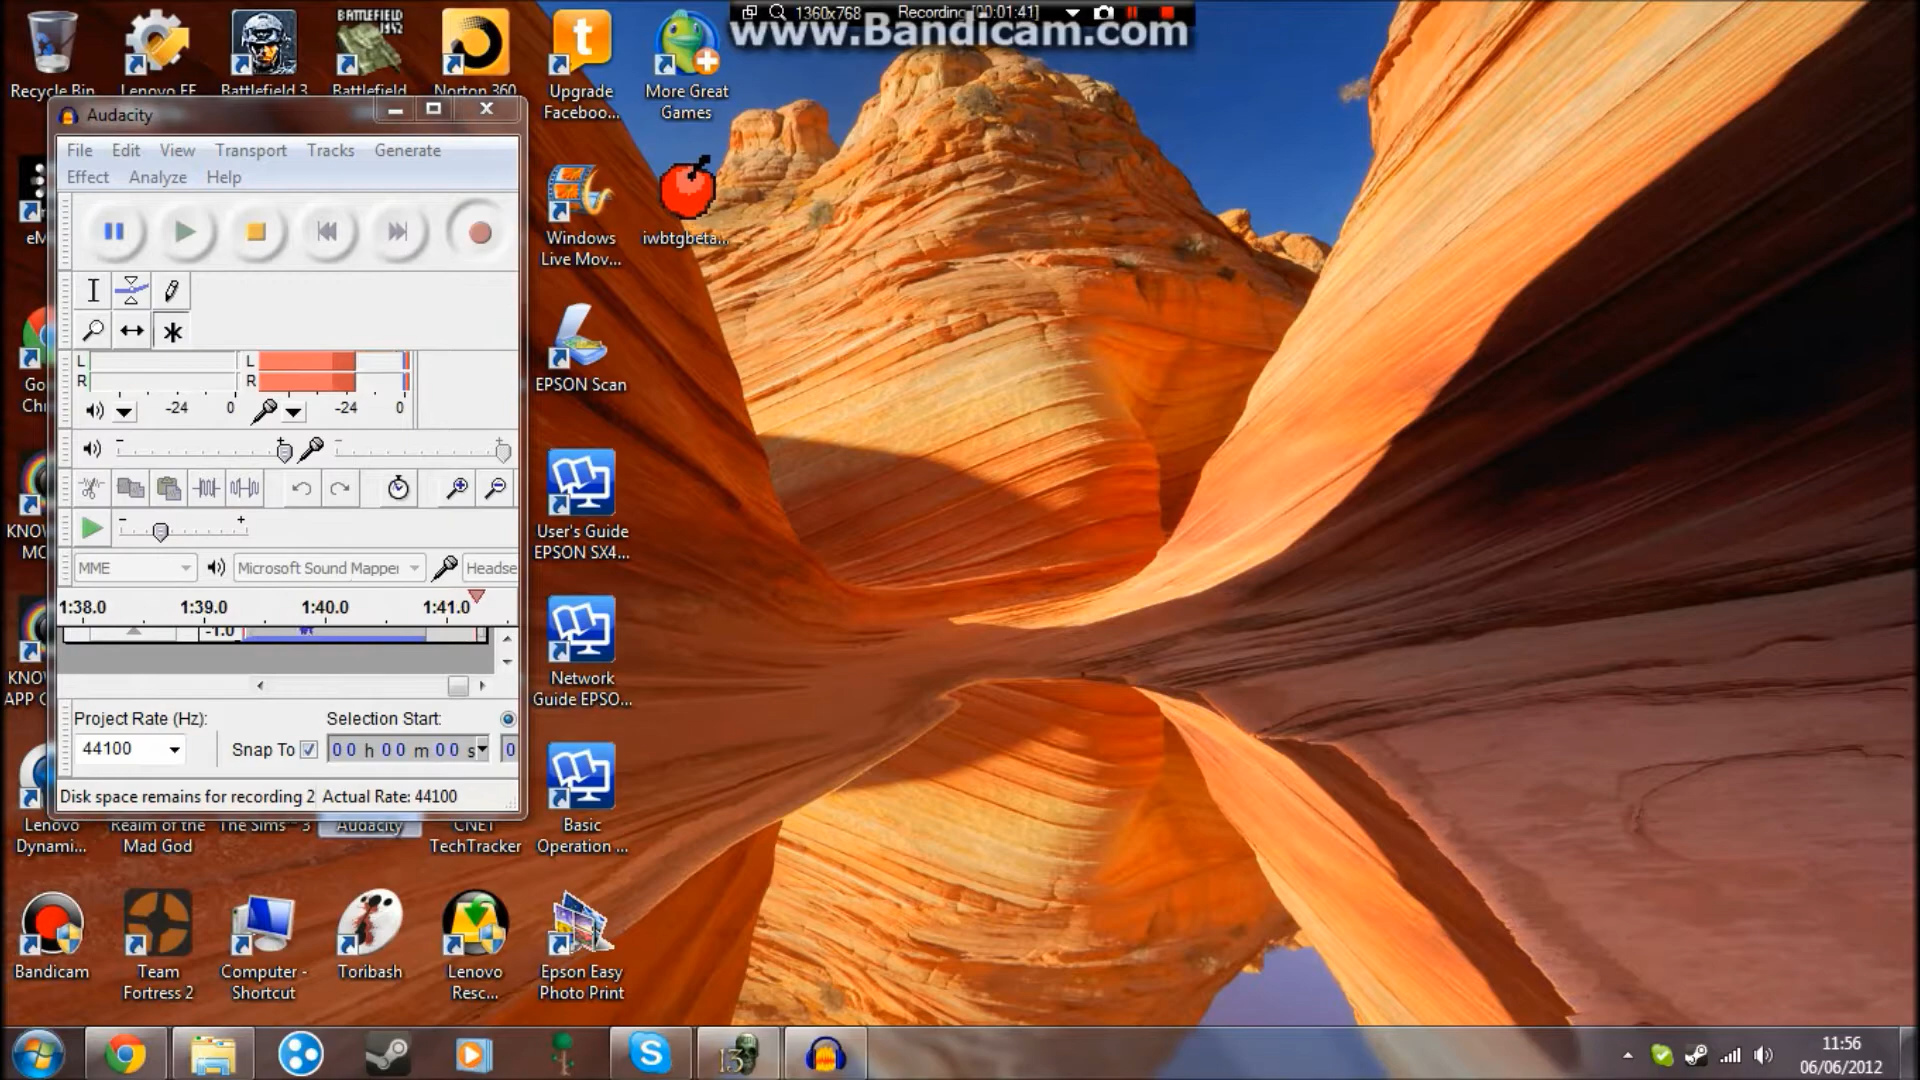 1360x768 Recording [00:01:41]
www.Bandicam.com
BATTLEFIELD
1942
Recycle Bin
Battlefield 3
Battlefield
Norton 360
Upgrade
Faceboo...
More Great
Games
Audacity
File Edit View Transport Tracks Generate
Effect Analyze Help
Windows
Live Mov...
iwbtgbeta...
L L
R R
-24 0 -24 0
EPSON Scan
User's Guide
EPSON SX4...
MME Microsoft Sound Mapper Headse
1:38.0 1:39.0 1:40.0 1:41.0
-1.0
Network
Guide EPSO...
Project Rate (Hz): Selection Start:
44100 Snap To 00 h 00 m 00 s 0
Disk space remains for recording 2 Actual Rate: 44100
Lenovo
Dynami...
Realm of the
Mad God
The Sims™ 3
Audacity
CNET
TechTracker
Basic
Operation ...
Bandicam
Team
Fortress 2
Computer -
Shortcut
Toribash
Lenovo
Resc...
Epson Easy
Photo Print
13
11:56
06/06/2012